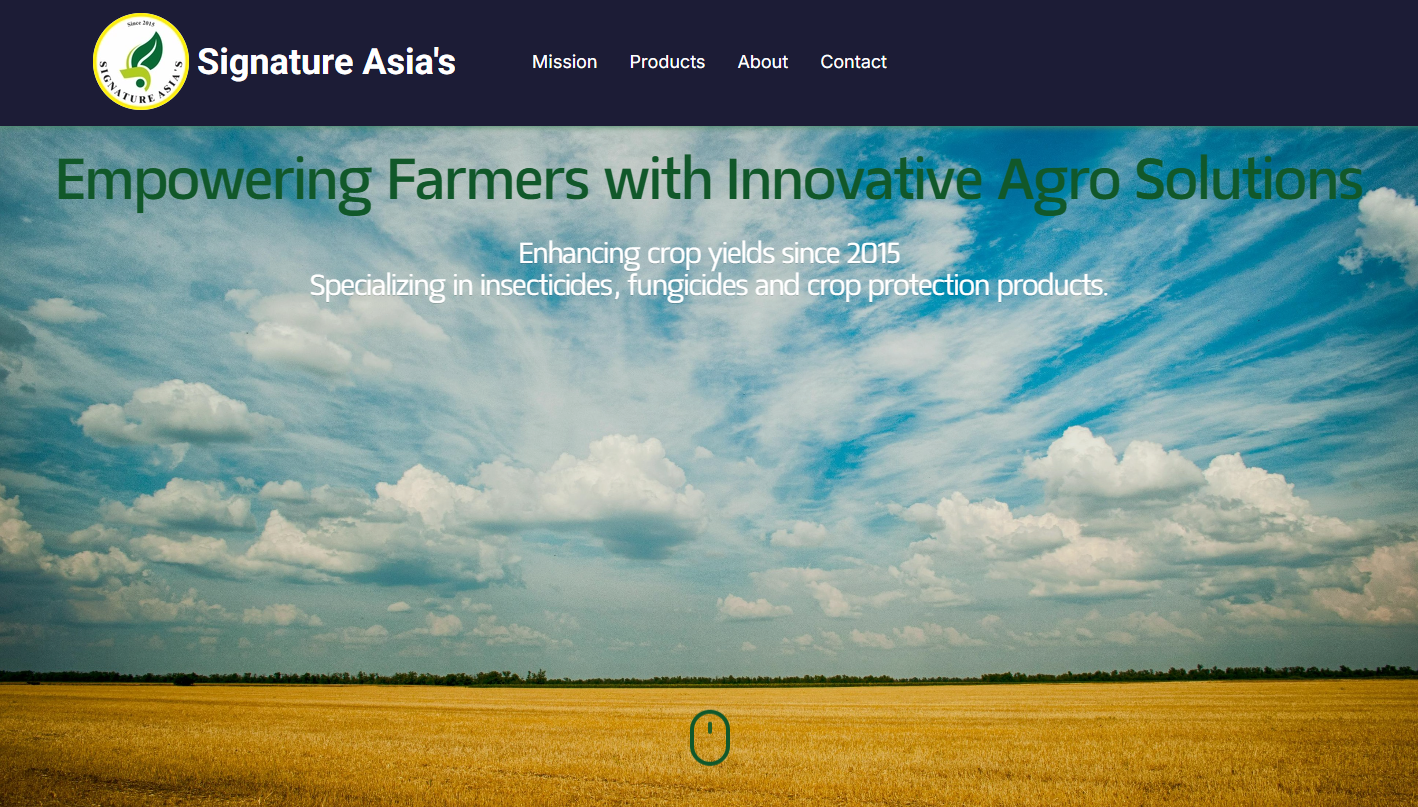 Since 2015
SIGNATURE ASIA'S
Signature Asia's
Mission
Products
About
Contact
Empowering Farmers with Innovative Agro Solutions
Enhancing crop yields since 2015
Specializing in insecticides, fungicides and crop protection products.